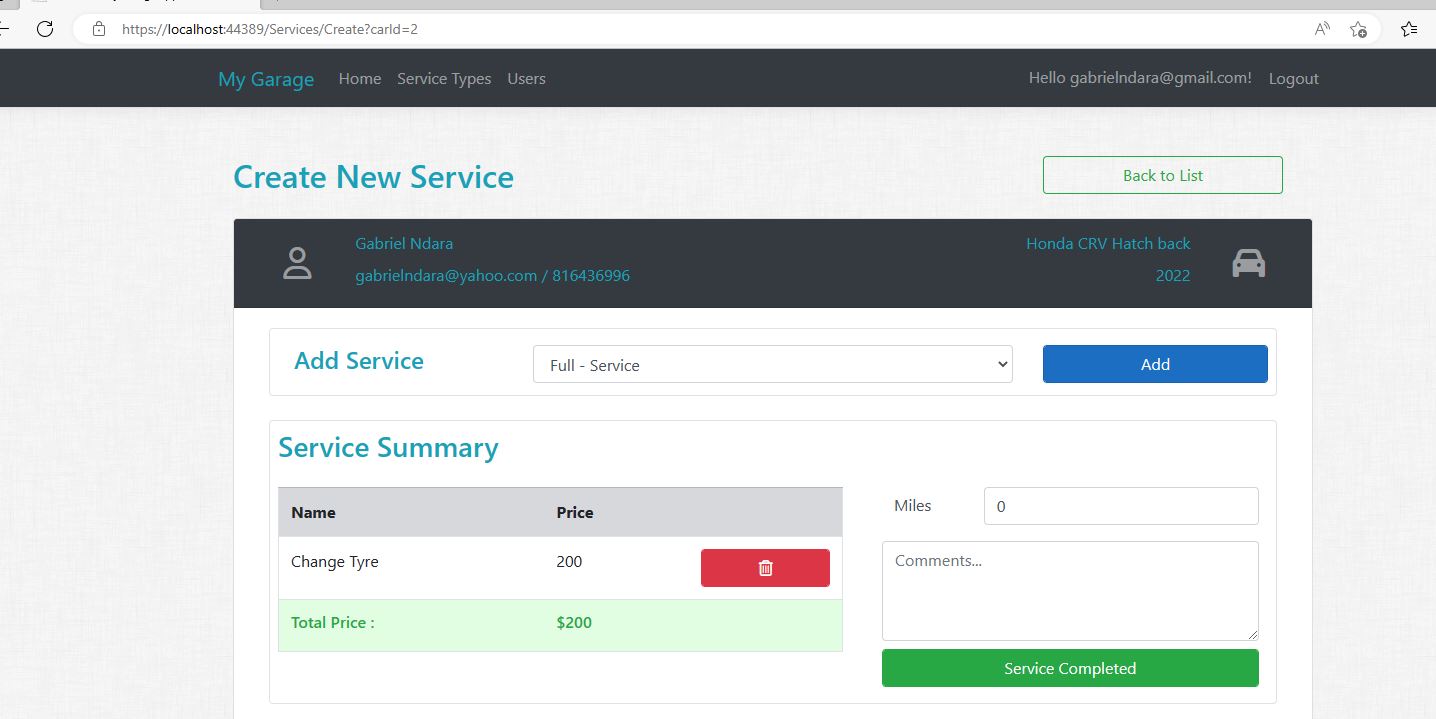 https://localhost:44389/Services/Create?carId=2
My Garage Home Service Types Users Hello gabrielndara@gmail.com! Logout
Create New Service Back to List
Gabriel Ndara
gabrielndara@yahoo.com / 816436996
Honda CRV Hatch back
2022
Add Service Full - Service Add
Service Summary
Name Price
Change Tyre 200
Total Price : $200
Miles 0
Comments...
Service Completed